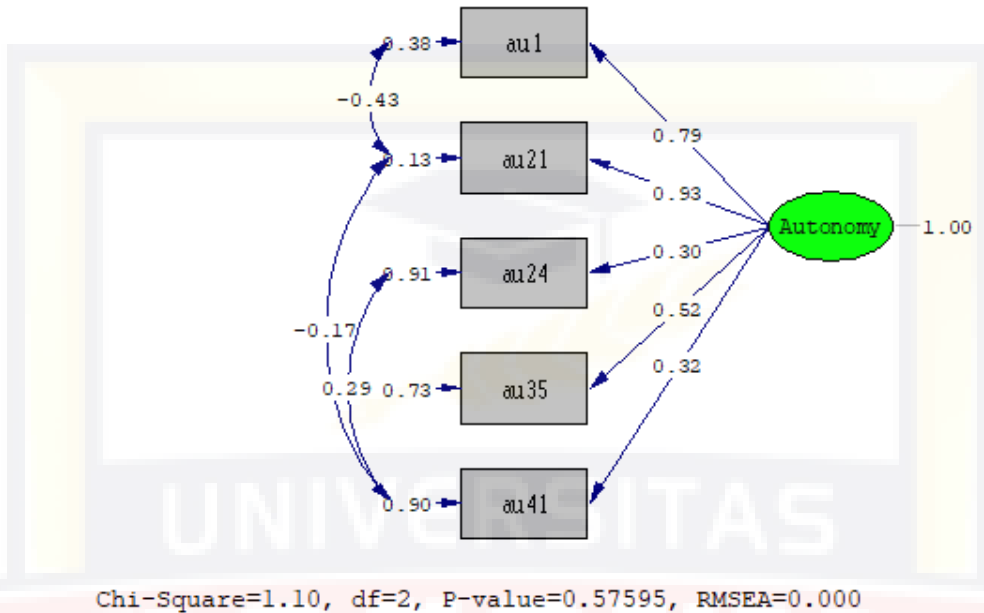 0.38
au1
-0.43
0.79
0.13
au21
0.93
Autonomy
1.00
0.91
au24
0.30
-0.17
0.52
0.29
0.73
au35
0.32
0.90
au41
UNIVERSITAS
Chi-Square=1.10, df=2, P-value=0.57595, RMSEA=0.000